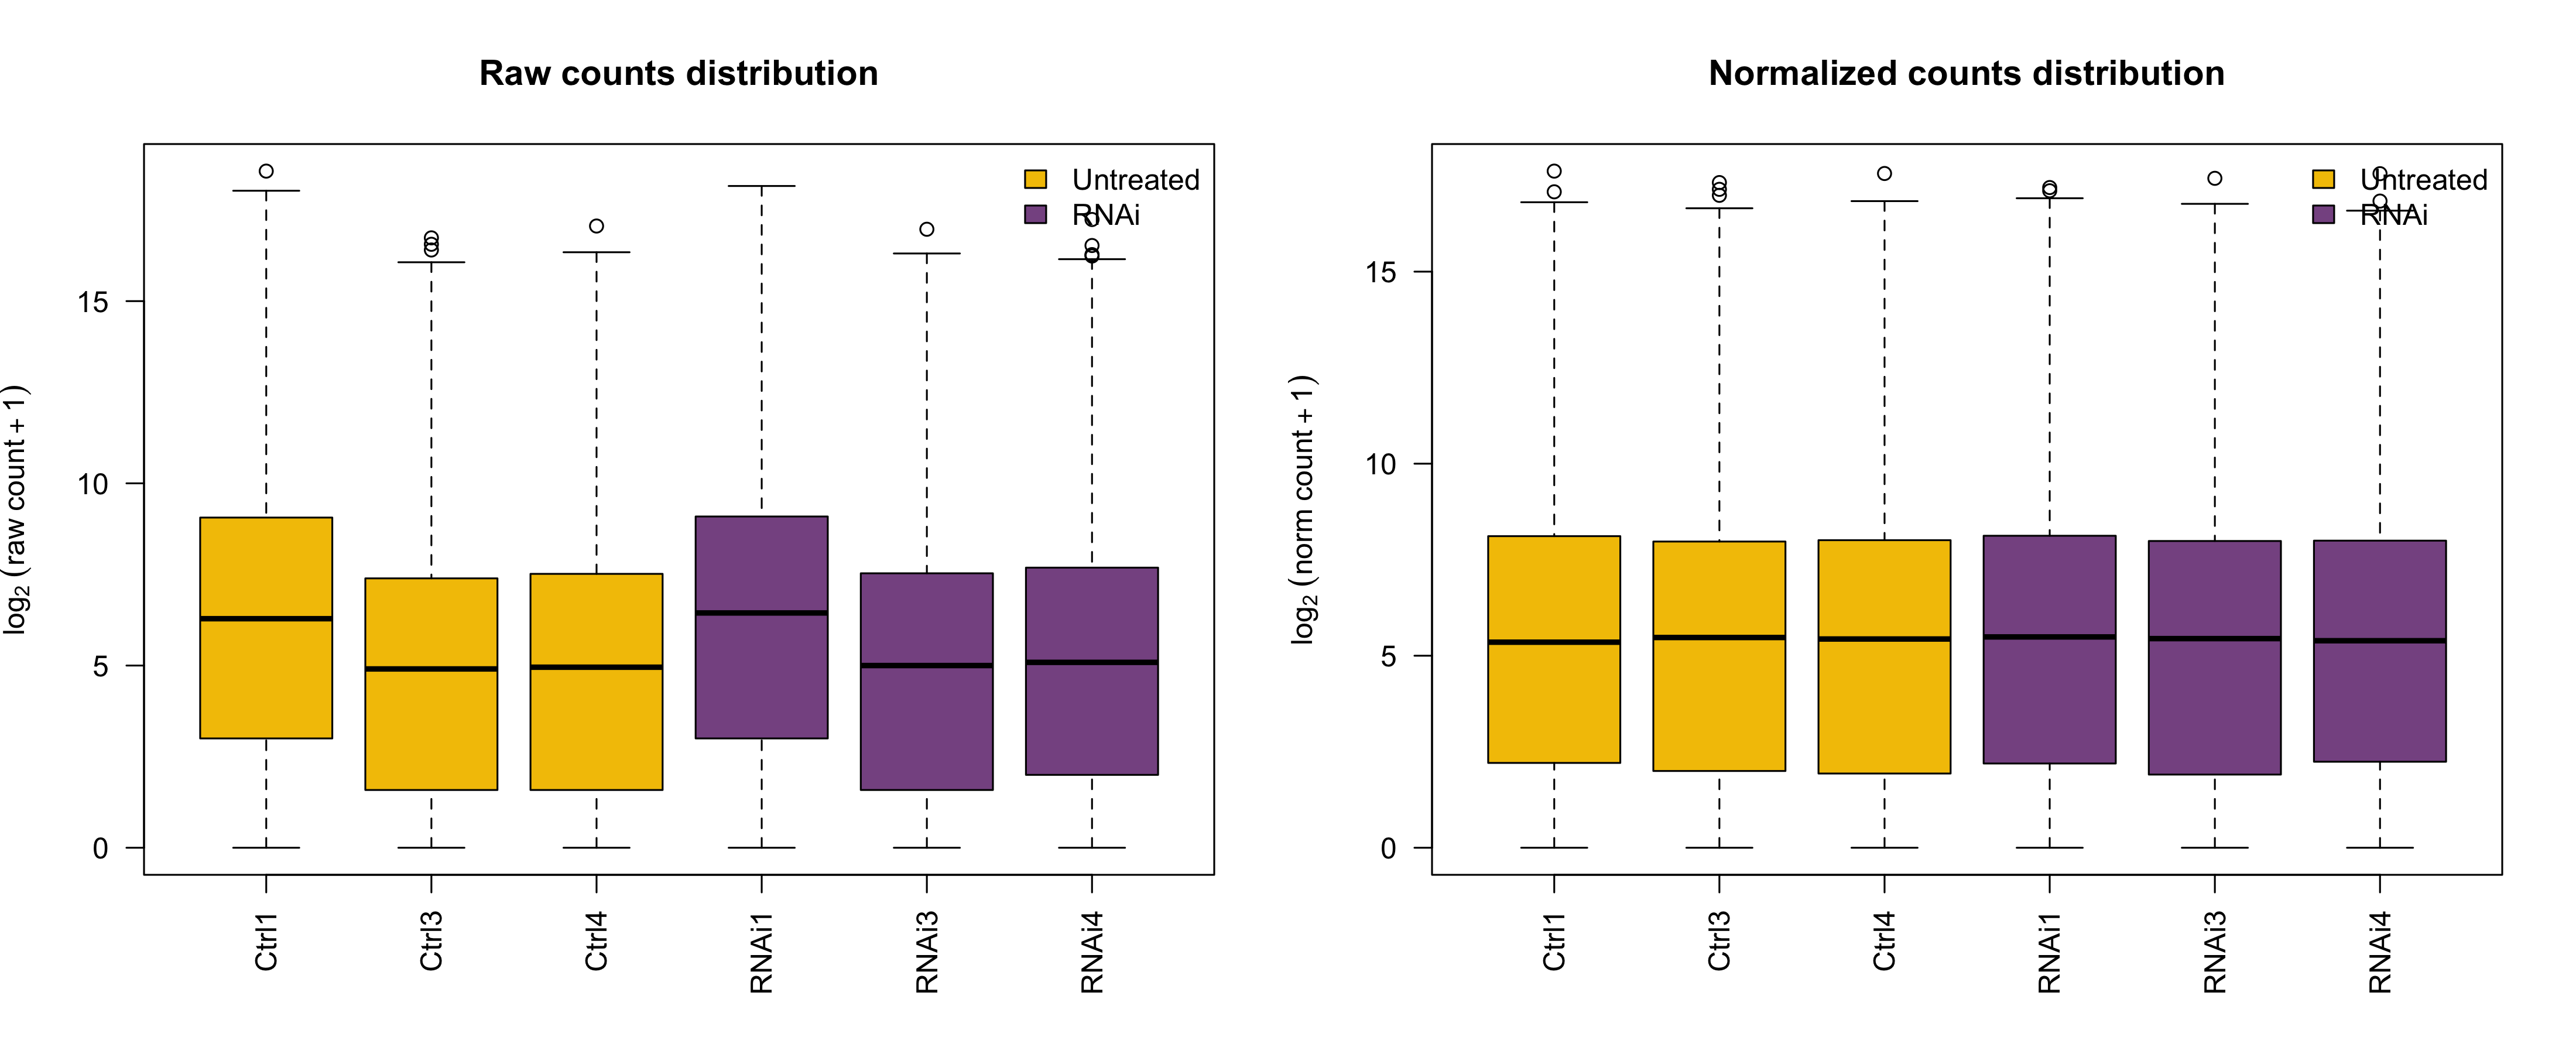 Raw counts distribution
log2 (raw count + 1)
15
10
5
0
Untreated
RNAi
Ctrl1
Ctrl3
Ctrl4
RNAi1
RNAi3
RNAi4
Normalized counts distribution
log2 (norm count + 1)
15
10
5
0
Untreated
RNAi
Ctrl1
Ctrl3
Ctrl4
RNAi1
RNAi3
RNAi4